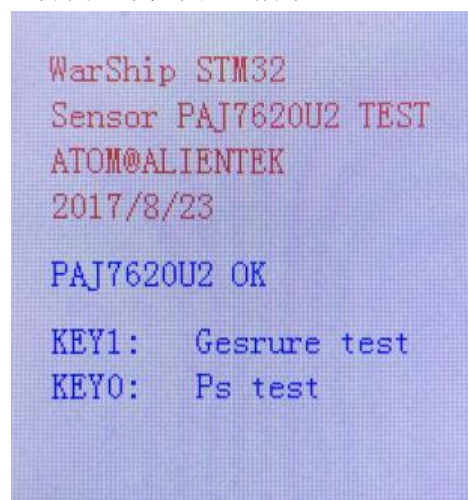 WarShip STM32
Sensor PAJ7620U2 TEST
ATOM@ALIENTEK
2017/8/23
PAJ7620U2 OK
KEY1: Gesrure test
KEY0: Ps test